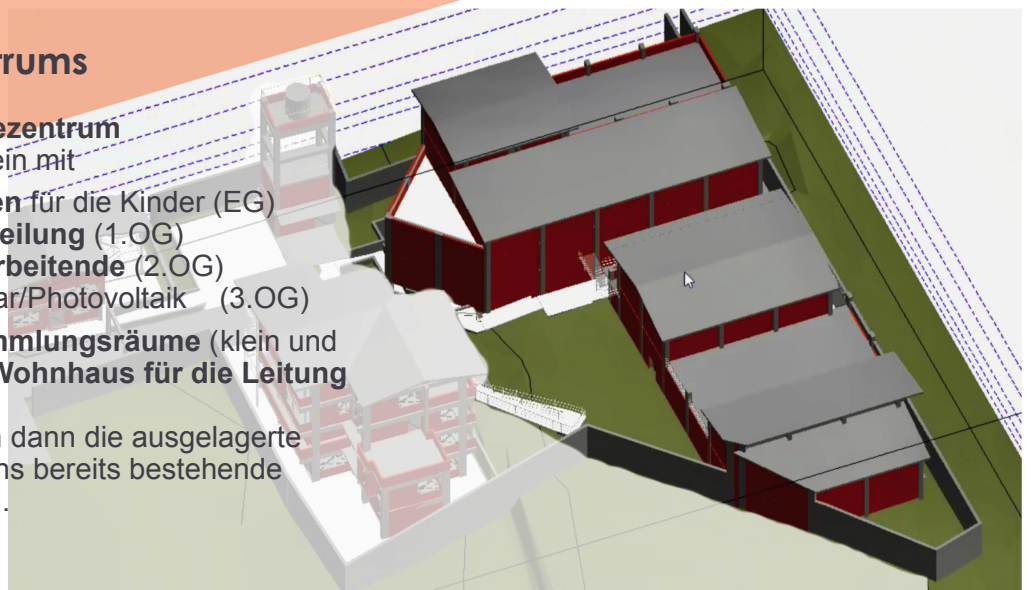 rums
ezentrum
ein mit
en für die Kinder (EG)
eilung (1.OG)
rbeitende (2.OG)
ar/Photovoltaik (3.OG)
mmlungsräume (klein und
Wohnhaus für die Leitung
n dann die ausgelagerte
ns bereits bestehende
.